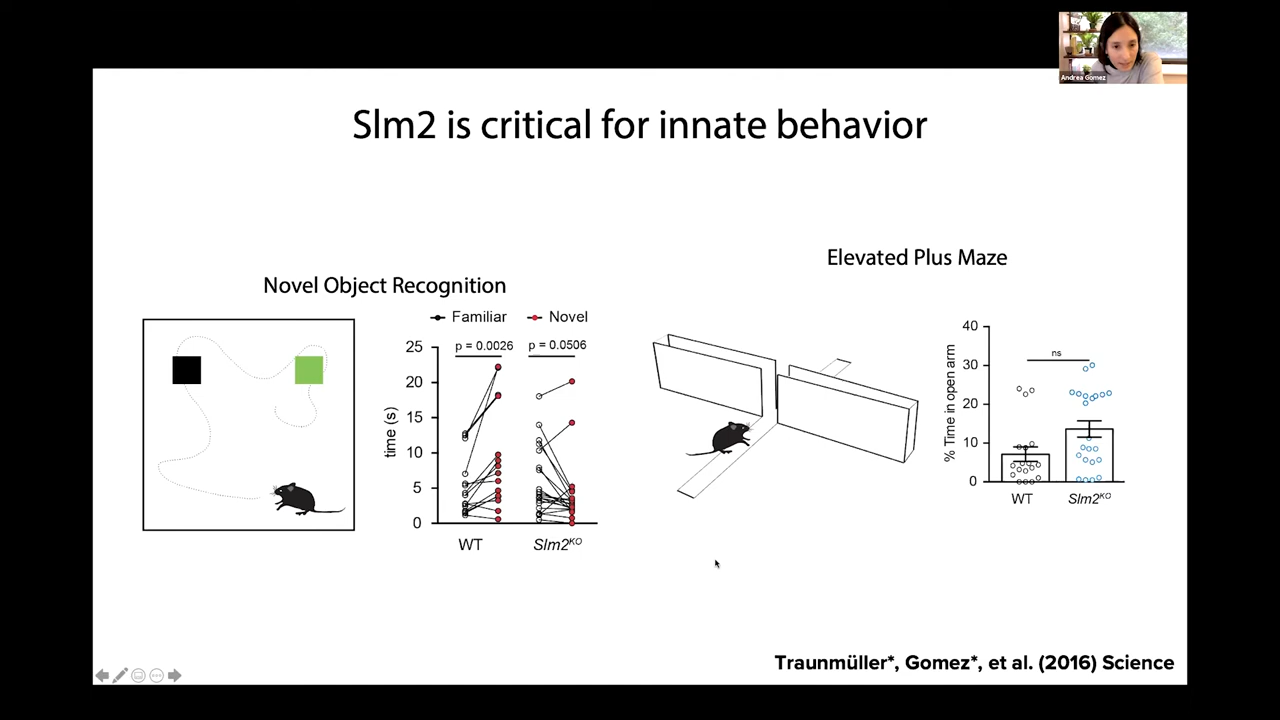 Andrea Gomez
Slm2 is critical for innate behavior
Novel Object Recognition
Familiar Novel
p = 0.0026 p = 0.0506
25
20
15
10
5
0
time (s)
WT Slm2KO
Elevated Plus Maze
40
30
20
10
0
% Time in open arm
ns
WT Slm2KO
Traunmüller*, Gomez*, et al. (2016) Science